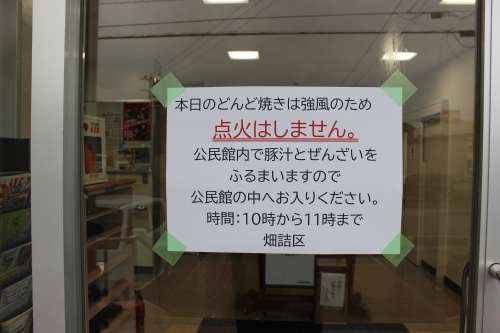 本日のどんど焼きは強風のため
点火はしません。
公民館内で豚汁とぜんざいを
ふるまいますので
公民館の中へお入りください。
時間：10時から11時まで
畑詰区